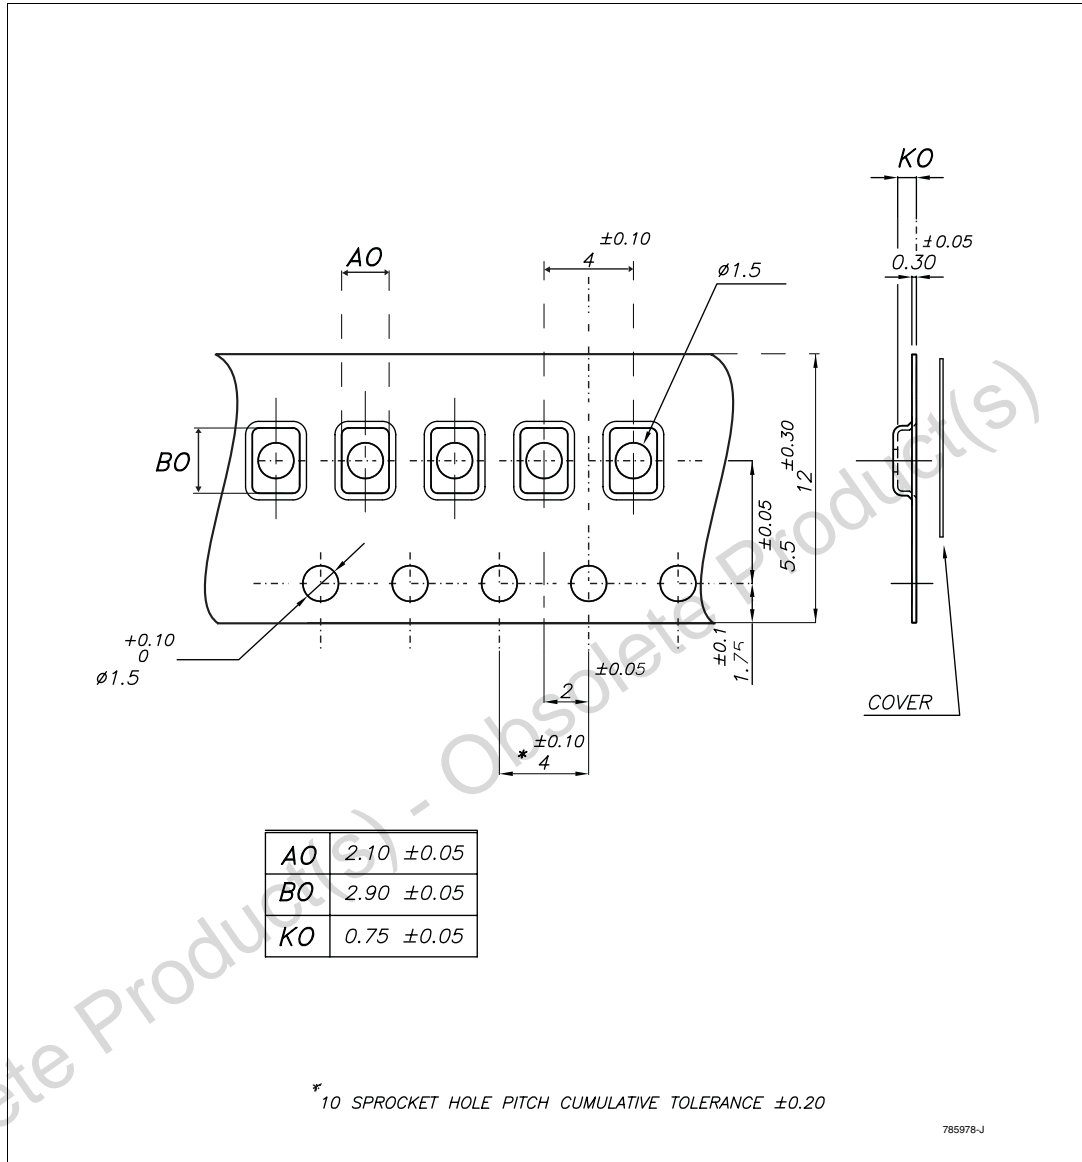 KO
±0.05
0.30
±0.10
4
AO
ø1.5
BO
±0.30
12
±0.05
5.5
±0.1
1.75
+0.10
0
ø1.5
±0.05
2
COVER
* ±0.10
4
AO 2.10 ±0.05
BO 2.90 ±0.05
KO 0.75 ±0.05
*
10 SPROCKET HOLE PITCH CUMULATIVE TOLERANCE ±0.20
785978-J
ete Product(s) - Obsolete Product(s)